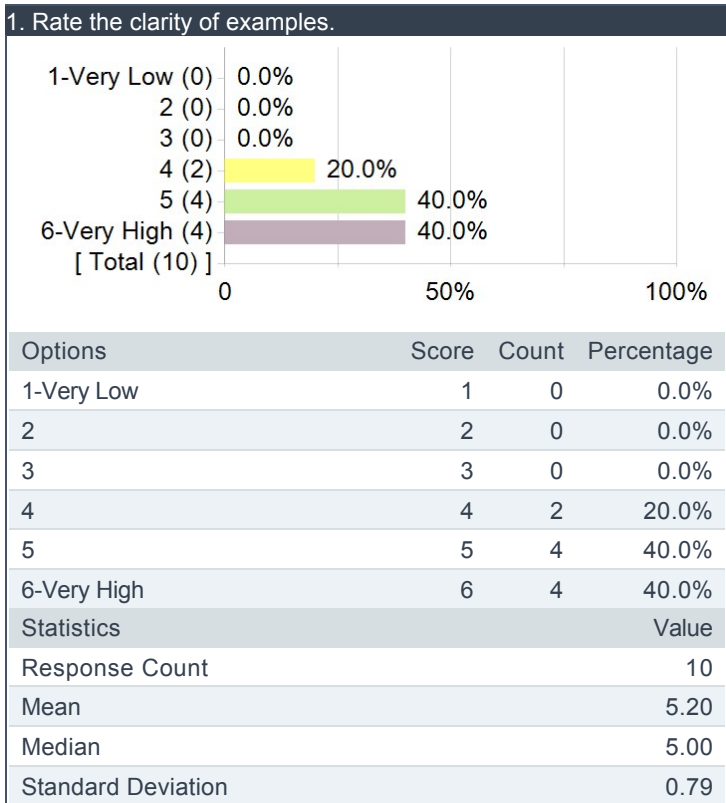 1. Rate the clarity of examples.
1-Very Low (0) 0.0%
2 (0) 0.0%
3 (0) 0.0%
4 (2) 20.0%
5 (4) 40.0%
6-Very High (4) 40.0%
[ Total (10) ]
0 50% 100%
Options Score Count Percentage
1-Very Low 1 0 0.0%
2 2 0 0.0%
3 3 0 0.0%
4 4 2 20.0%
5 5 4 40.0%
6-Very High 6 4 40.0%
Statistics Value
Response Count 10
Mean 5.20
Median 5.00
Standard Deviation 0.79